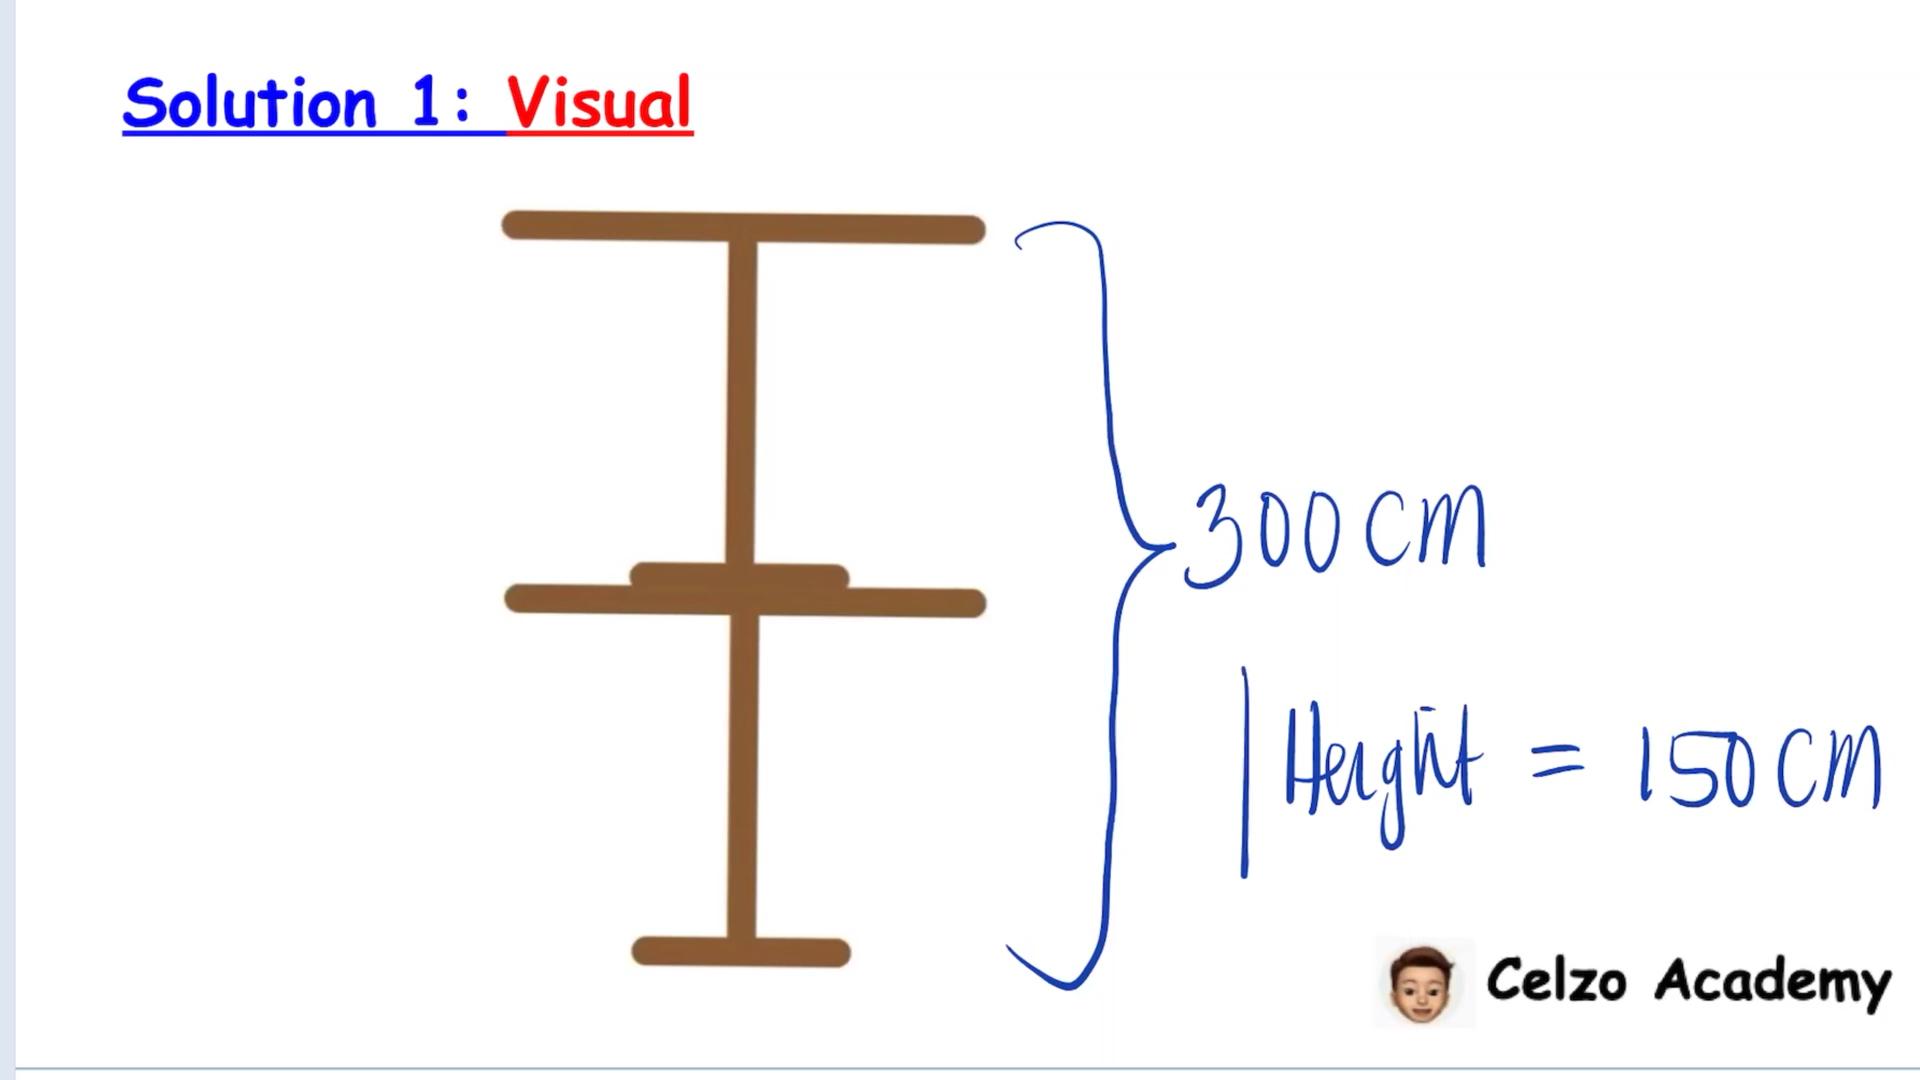 Solution 1: Visual
300 cm
Height = 150 cm
Celzo Academy